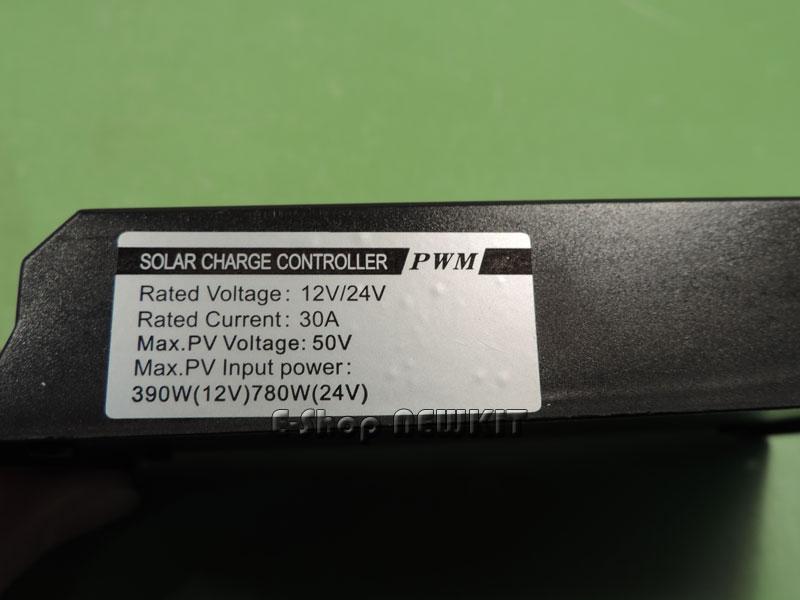 SOLAR CHARGE CONTROLLER PWM
Rated Voltage: 12V/24V
Rated Current: 30A
Max.PV Voltage: 50V
Max.PV Input power:
390W(12V)780W(24V)
E-Shop NEWKIT